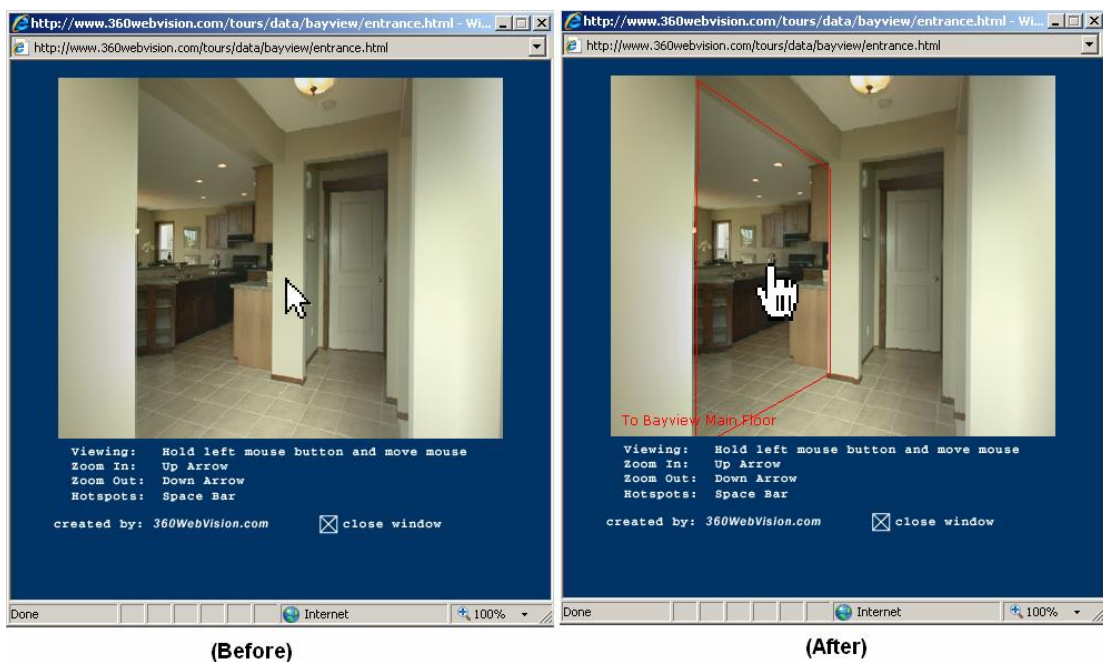 http://www.360webvision.com/tours/data/bayview/entrance.html - Wi...
http://www.360webvision.com/tours/data/bayview/entrance.html
Viewing: Hold left mouse button and move mouse
Zoom In: Up Arrow
Zoom Out: Down Arrow
Hotspots: Space Bar
created by: 360WebVision.com close window
Done Internet 100%
(Before)
http://www.360webvision.com/tours/data/bayview/entrance.html - Wi...
http://www.360webvision.com/tours/data/bayview/entrance.html
To Bayview Main Floor
Viewing: Hold left mouse button and move mouse
Zoom In: Up Arrow
Zoom Out: Down Arrow
Hotspots: Space Bar
created by: 360WebVision.com close window
Done Internet 100%
(After)